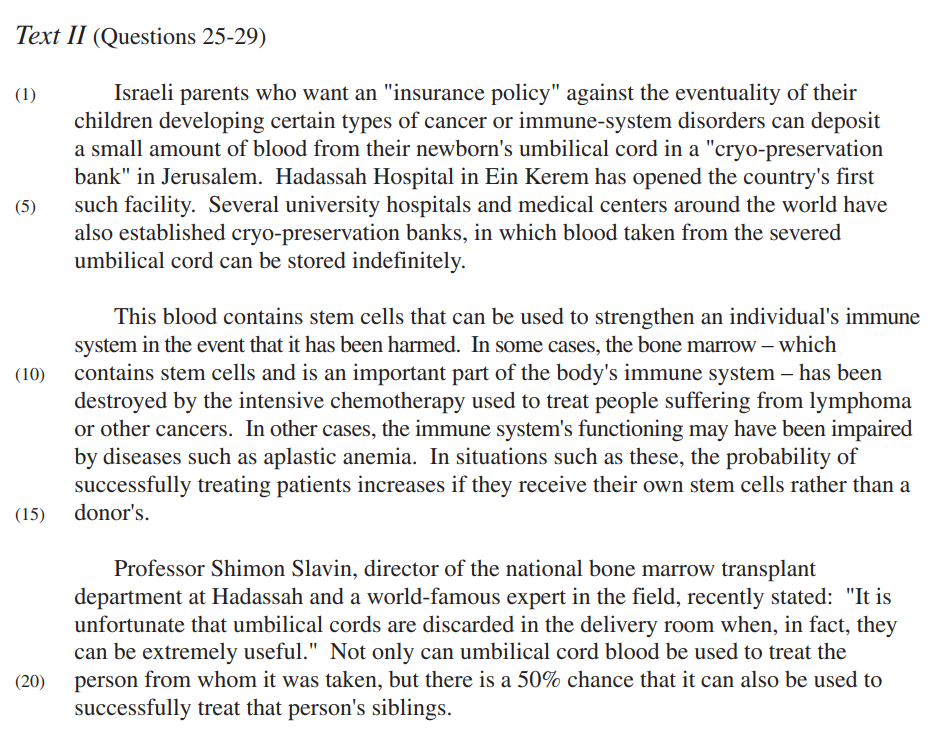 Text II (Questions 25-29)
(1) Israeli parents who want an "insurance policy" against the eventuality of their
children developing certain types of cancer or immune-system disorders can deposit
a small amount of blood from their newborn's umbilical cord in a "cryo-preservation
bank" in Jerusalem. Hadassah Hospital in Ein Kerem has opened the country's first
(5) such facility. Several university hospitals and medical centers around the world have
also established cryo-preservation banks, in which blood taken from the severed
umbilical cord can be stored indefinitely.
This blood contains stem cells that can be used to strengthen an individual's immune
system in the event that it has been harmed. In some cases, the bone marrow – which
(10) contains stem cells and is an important part of the body's immune system – has been
destroyed by the intensive chemotherapy used to treat people suffering from lymphoma
or other cancers. In other cases, the immune system's functioning may have been impaired
by diseases such as aplastic anemia. In situations such as these, the probability of
successfully treating patients increases if they receive their own stem cells rather than a
(15) donor's.
Professor Shimon Slavin, director of the national bone marrow transplant
department at Hadassah and a world-famous expert in the field, recently stated: "It is
unfortunate that umbilical cords are discarded in the delivery room when, in fact, they
can be extremely useful." Not only can umbilical cord blood be used to treat the
(20) person from whom it was taken, but there is a 50% chance that it can also be used to
successfully treat that person's siblings.